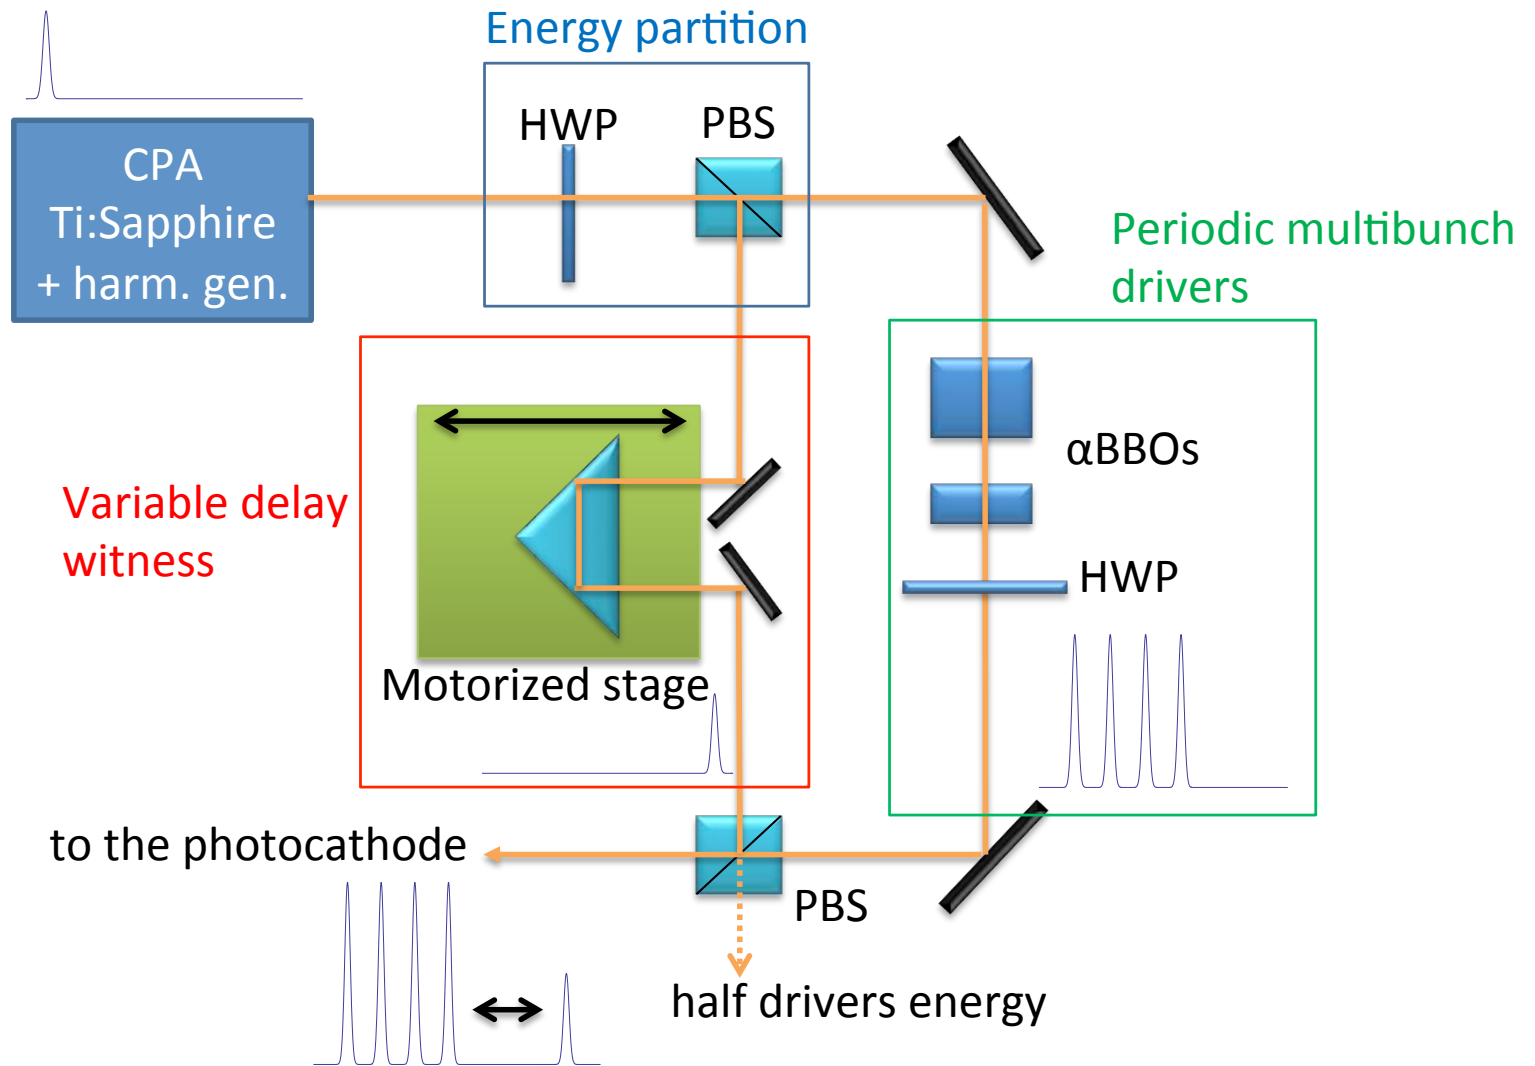 Energy partition
HWP
PBS
CPA
Ti:Sapphire
+ harm. gen.
Periodic multibunch
drivers
αBBOs
Variable delay
witness
HWP
Motorized stage
to the photocathode
PBS
half drivers energy